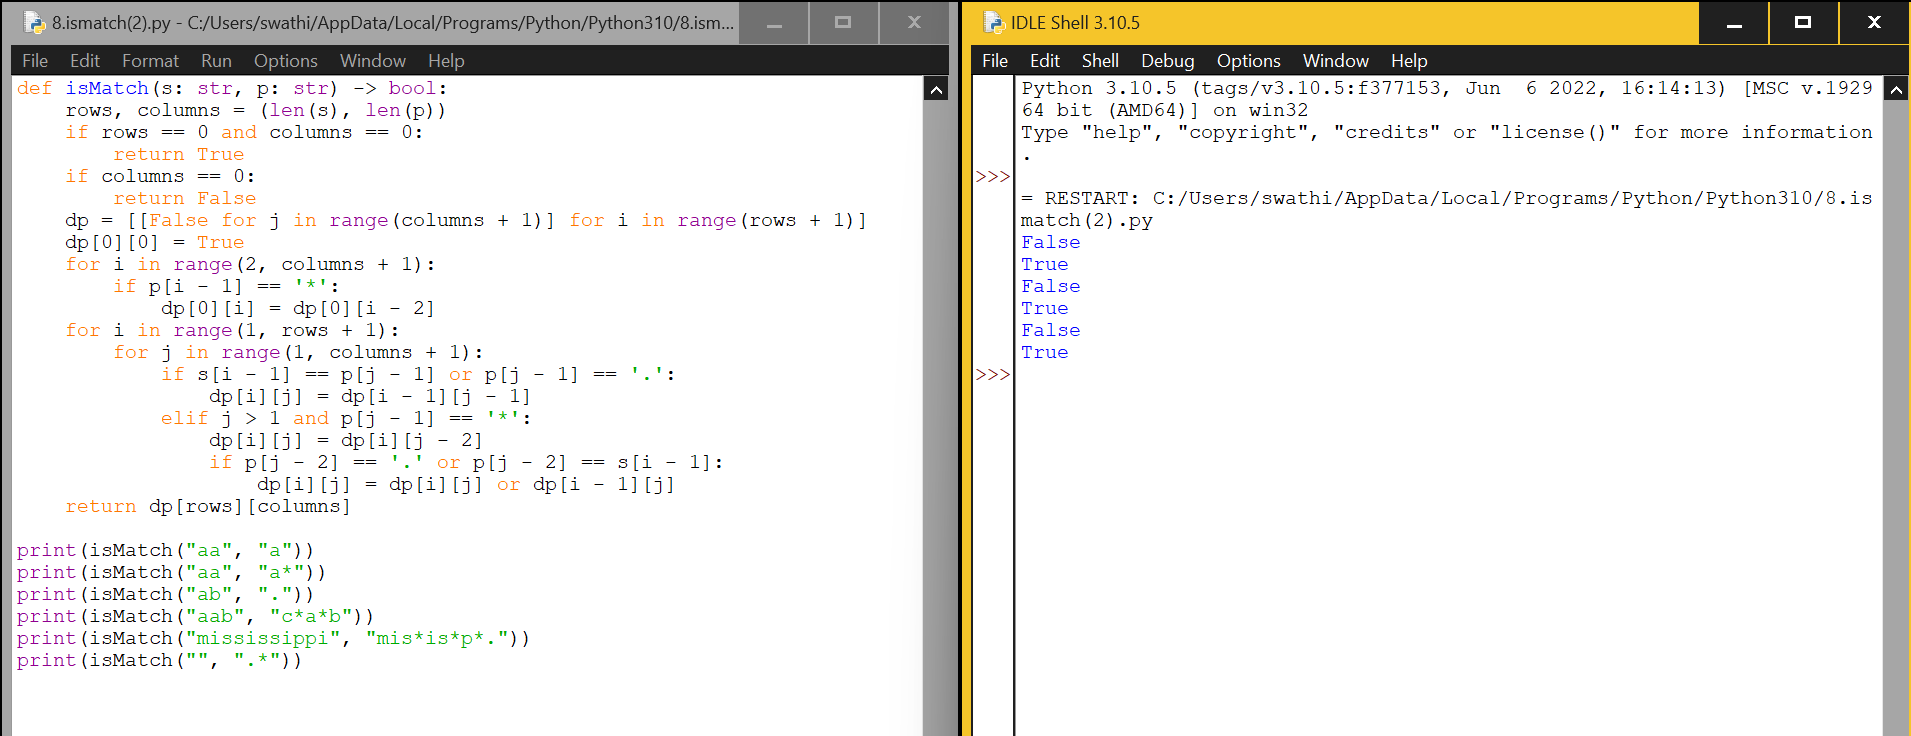 8.ismatch(2).py - C:/Users/swathi/AppData/Local/Programs/Python/Python310/8.ism...
File Edit Format Run Options Window Help
def isMatch(s: str, p: str) -> bool:
    rows, columns = (len(s), len(p))
    if rows == 0 and columns == 0:
        return True
    if columns == 0:
        return False
    dp = [[False for j in range(columns + 1)] for i in range(rows + 1)]
    dp[0][0] = True
    for i in range(2, columns + 1):
        if p[i - 1] == '*':
            dp[0][i] = dp[0][i - 2]
    for i in range(1, rows + 1):
        for j in range(1, columns + 1):
            if s[i - 1] == p[j - 1] or p[j - 1] == '.':
                dp[i][j] = dp[i - 1][j - 1]
            elif j > 1 and p[j - 1] == '*':
                dp[i][j] = dp[i][j - 2]
                if p[j - 2] == '.' or p[j - 2] == s[i - 1]:
                    dp[i][j] = dp[i][j] or dp[i - 1][j]
    return dp[rows][columns]

print(isMatch("aa", "a"))
print(isMatch("aa", "a*"))
print(isMatch("ab", "."))
print(isMatch("aab", "c*a*b"))
print(isMatch("mississippi", "mis*is*p*."))
print(isMatch("", ".*"))
IDLE Shell 3.10.5
File Edit Shell Debug Options Window Help
Python 3.10.5 (tags/v3.10.5:f377153, Jun  6 2022, 16:14:13) [MSC v.1929
64 bit (AMD64)] on win32
Type "help", "copyright", "credits" or "license()" for more information
.
>>>
= RESTART: C:/Users/swathi/AppData/Local/Programs/Python/Python310/8.is
match(2).py
False
True
False
True
False
True
>>>